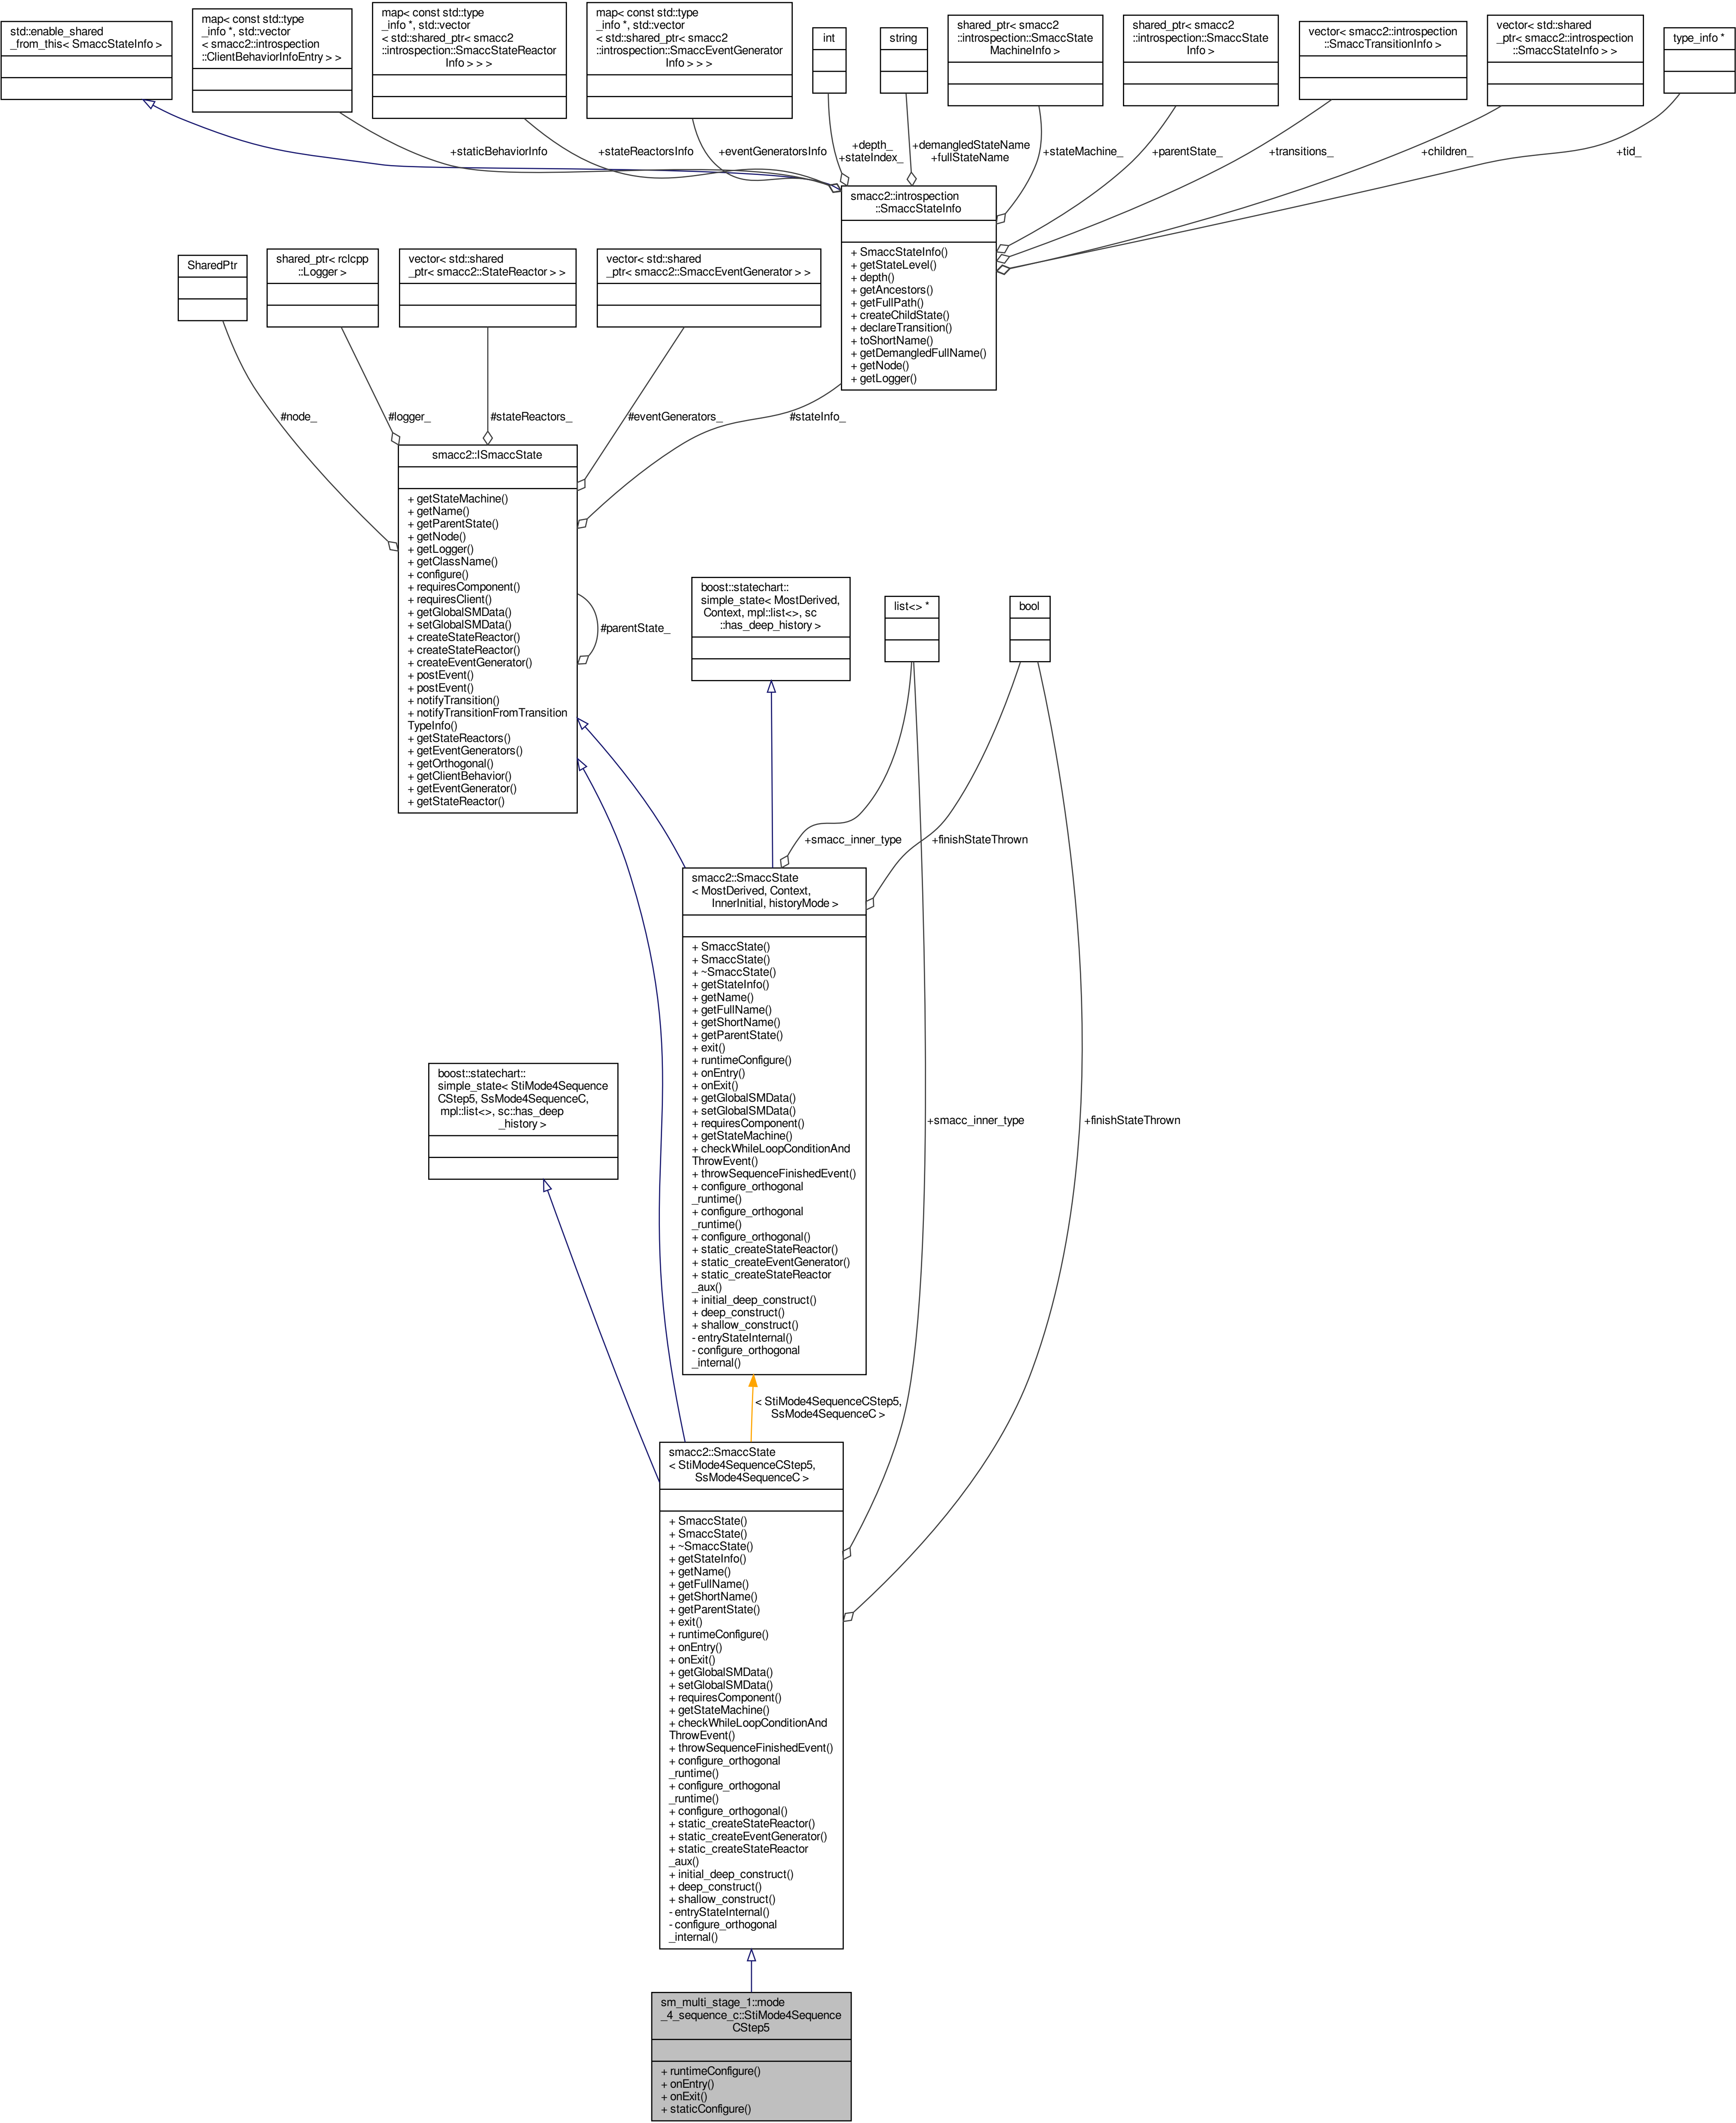 std::enable_shared
_from_this< SmaccStateInfo >
map< const std::type
_info *, std::vector
< smacc2::introspection
::ClientBehaviorInfoEntry > >
map< const std::type
_info *, std::vector
< std::shared_ptr< smacc2
::introspection::SmaccStateReactor
Info > > >
map< const std::type
_info *, std::vector
< std::shared_ptr< smacc2
::introspection::SmaccEventGenerator
Info > > >
int
string
shared_ptr< smacc2
::introspection::SmaccState
MachineInfo >
shared_ptr< smacc2
::introspection::SmaccState
Info >
vector< smacc2::introspection
::SmaccTransitionInfo >
vector< std::shared
_ptr< smacc2::introspection
::SmaccStateInfo > >
type_info *
+staticBehaviorInfo
+stateReactorsInfo
+eventGeneratorsInfo
+depth_
+stateIndex_
+demangledStateName
+fullStateName
+stateMachine_
+parentState_
+transitions_
+children_
+tid_
smacc2::introspection
::SmaccStateInfo
+ SmaccStateInfo()
+ getStateLevel()
+ depth()
+ getAncestors()
+ getFullPath()
+ createChildState()
+ declareTransition()
+ toShortName()
+ getDemangledFullName()
+ getNode()
+ getLogger()
SharedPtr
shared_ptr< rclcpp
::Logger >
vector< std::shared
_ptr< smacc2::StateReactor > >
vector< std::shared
_ptr< smacc2::SmaccEventGenerator > >
#node_
#logger_
#stateReactors_
#eventGenerators_
#stateInfo_
smacc2::ISmaccState
+ getStateMachine()
+ getName()
+ getParentState()
+ getNode()
+ getLogger()
+ getClassName()
+ configure()
+ requiresComponent()
+ requiresClient()
+ getGlobalSMData()
+ setGlobalSMData()
+ createStateReactor()
+ createStateReactor()
+ createEventGenerator()
+ postEvent()
+ postEvent()
+ notifyTransition()
+ notifyTransitionFromTransition
TypeInfo()
+ getStateReactors()
+ getEventGenerators()
+ getOrthogonal()
+ getClientBehavior()
+ getEventGenerator()
+ getStateReactor()
#parentState_
boost::statechart::
simple_state< MostDerived,
Context, mpl::list<>, sc
::has_deep_history >
list<> *
bool
+smacc_inner_type
+finishStateThrown
smacc2::SmaccState
< MostDerived, Context,
InnerInitial, historyMode >
+ SmaccState()
+ SmaccState()
+ ~SmaccState()
+ getStateInfo()
+ getName()
+ getFullName()
+ getShortName()
+ getParentState()
+ exit()
+ runtimeConfigure()
+ onEntry()
+ onExit()
+ getGlobalSMData()
+ setGlobalSMData()
+ requiresComponent()
+ getStateMachine()
+ checkWhileLoopConditionAnd
ThrowEvent()
+ throwSequenceFinishedEvent()
+ configure_orthogonal
_runtime()
+ configure_orthogonal
_runtime()
+ configure_orthogonal()
+ static_createStateReactor()
+ static_createEventGenerator()
+ static_createStateReactor
_aux()
+ initial_deep_construct()
+ deep_construct()
+ shallow_construct()
- entryStateInternal()
- configure_orthogonal
_internal()
boost::statechart::
simple_state< StiMode4Sequence
CStep5, SsMode4SequenceC,
mpl::list<>, sc::has_deep
_history >
+smacc_inner_type
+finishStateThrown
< StiMode4SequenceCStep5,
SsMode4SequenceC >
smacc2::SmaccState
< StiMode4SequenceCStep5,
SsMode4SequenceC >
+ SmaccState()
+ SmaccState()
+ ~SmaccState()
+ getStateInfo()
+ getName()
+ getFullName()
+ getShortName()
+ getParentState()
+ exit()
+ runtimeConfigure()
+ onEntry()
+ onExit()
+ getGlobalSMData()
+ setGlobalSMData()
+ requiresComponent()
+ getStateMachine()
+ checkWhileLoopConditionAnd
ThrowEvent()
+ throwSequenceFinishedEvent()
+ configure_orthogonal
_runtime()
+ configure_orthogonal
_runtime()
+ configure_orthogonal()
+ static_createStateReactor()
+ static_createEventGenerator()
+ static_createStateReactor
_aux()
+ initial_deep_construct()
+ deep_construct()
+ shallow_construct()
- entryStateInternal()
- configure_orthogonal
_internal()
sm_multi_stage_1::mode
_4_sequence_c::StiMode4Sequence
CStep5
+ runtimeConfigure()
+ onEntry()
+ onExit()
+ staticConfigure()